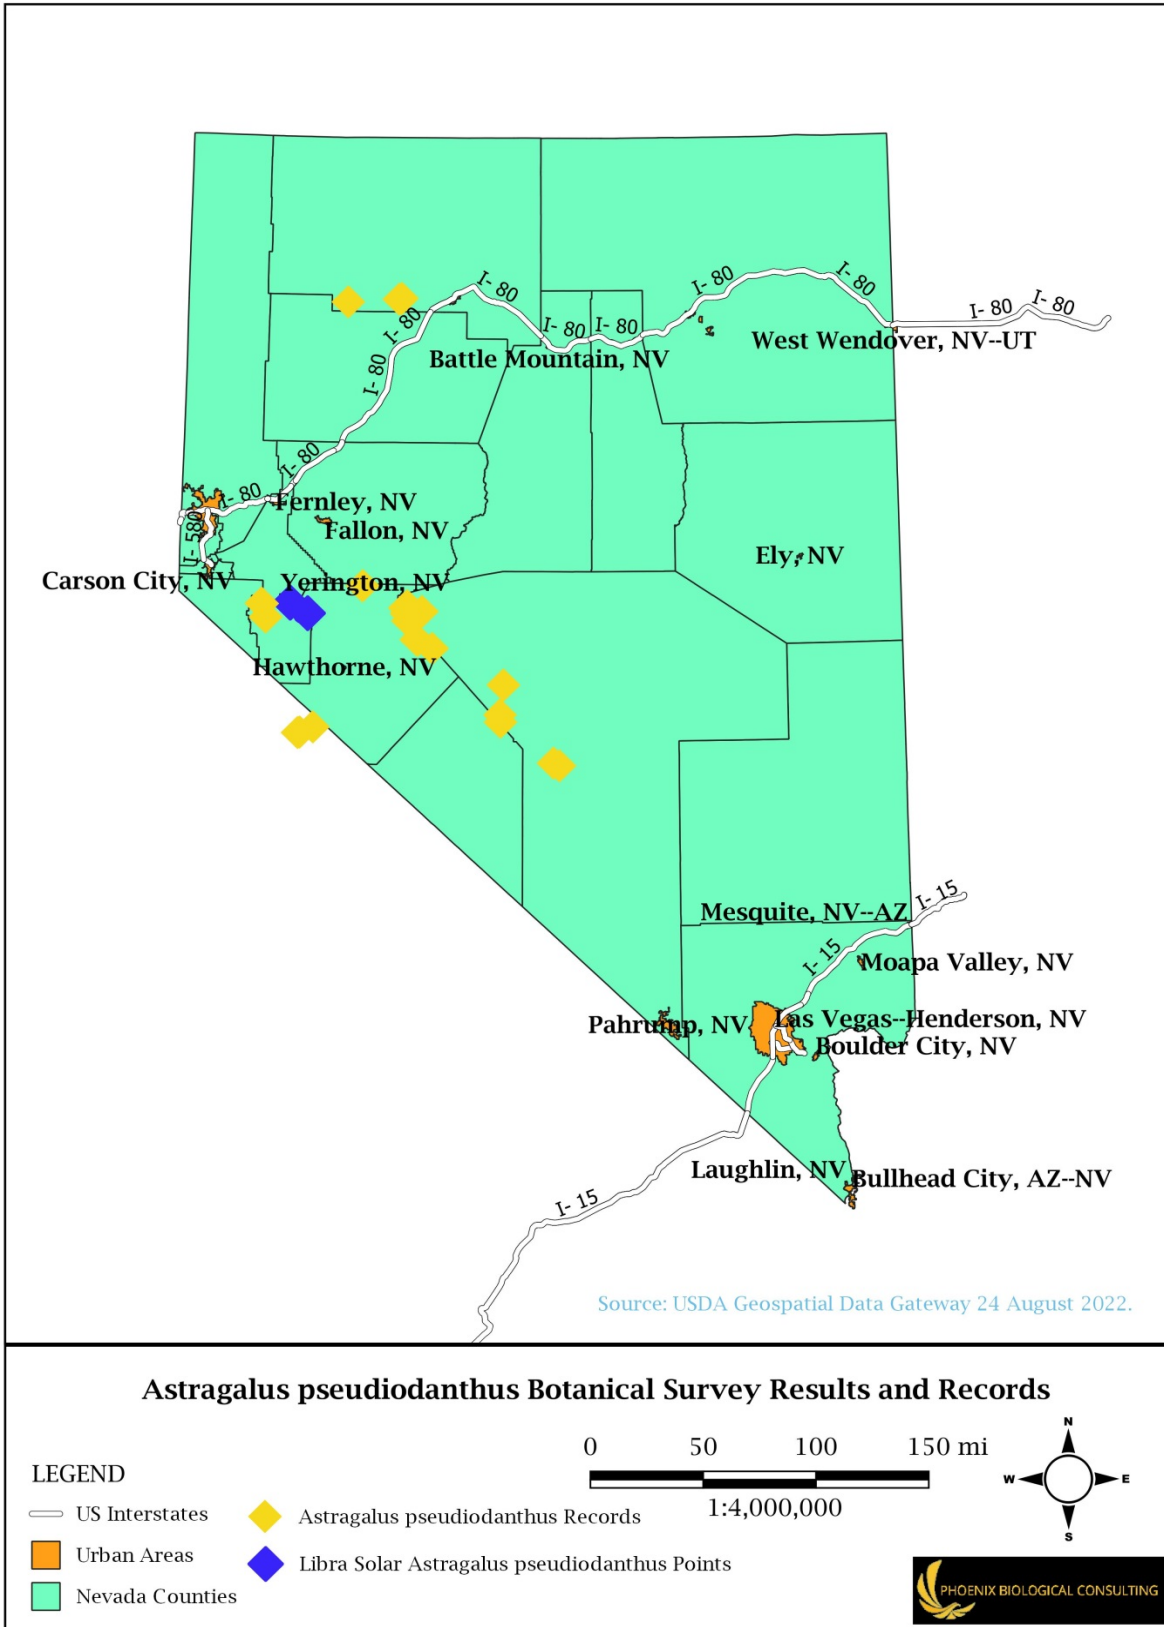 I- 80
I- 80
I- 80
I- 80
I- 80
I- 80
I- 80
I- 80
I- 80
West Wendover, NV--UT
Battle Mountain, NV
I- 80
I- 80
I- 80
Fernley, NV
I- 580
Fallon, NV
Ely, NV
Carson City, NV
Yerington, NV
Hawthorne, NV
I- 15
Mesquite, NV--AZ
I- 15
Moapa Valley, NV
Pahrump, NV
Las Vegas--Henderson, NV
Boulder City, NV
Laughlin, NV
Bullhead City, AZ--NV
I- 15
Source: USDA Geospatial Data Gateway 24 August 2022.
Astragalus pseudiodanthus Botanical Survey Results and Records
0 50 100 150 mi
1:4,000,000
N
W E
S
LEGEND
US Interstates
Urban Areas
Nevada Counties
Astragalus pseudiodanthus Records
Libra Solar Astragalus pseudiodanthus Points
PHOENIX BIOLOGICAL CONSULTING